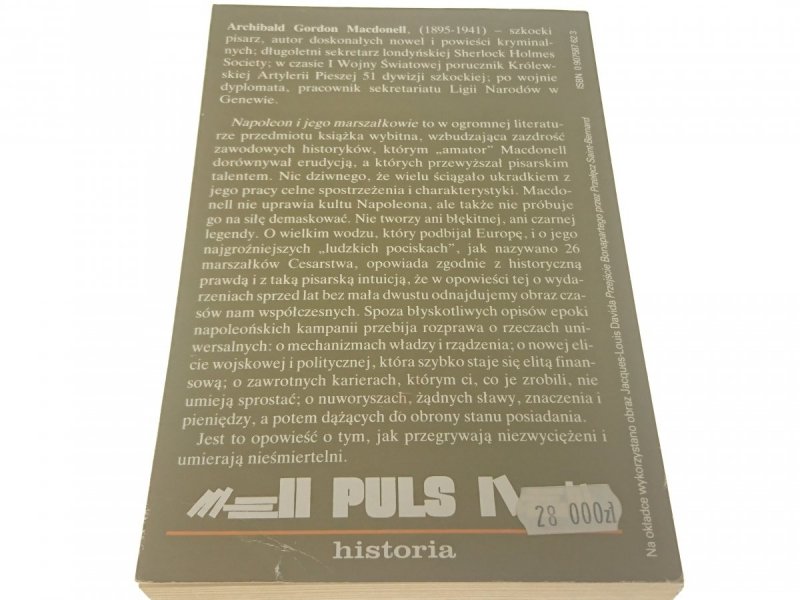 Archibald Gordon Macdonell, (1895-1941) – szkocki
pisarz, autor doskonałych nowel i powieści kryminal-
nych; długoletni sekretarz londyńskiej Sherlock Holmes
Society; w czasie I Wojny Światowej porucznik Królew-
skiej Artylerii Pieszej 51 dywizji szkockiej; po wojnie
dyplomata, pracownik sekretariatu Ligii Narodów w
Genewie.
Napoleon i jego marszałkowie to w ogromnej literatu-
rze przedmiotu książka wybitna, wzbudzająca zazdrość
zawodowych historyków, którym „amator” Macdonell
dorównywał erudycją, a których przewyższał pisarskim
talentem. Nic dziwnego, że wielu ściągało ukradkiem z
jego pracy celne spostrzeżenia i charakterystyki. Macdo-
nell nie uprawia kultu Napoleona, ale także nie próbuje
go na siłę demaskować. Nie tworzy ani błękitnej, ani czarnej
legendy. O wielkim wodzu, który podbijał Europę, i o jego
najgroźniejszych „ludzkich pociskach”, jak nazywano 26
marszałków Cesarstwa, opowiada zgodnie z historyczną
prawdą i z taką pisarską intuicją, że w opowieści tej o wyda-
rzeniach sprzed lat bez mała dwustu odnajdujemy obraz cza-
sów nam współczesnych. Spoza błyskotliwych opisów epoki
napoleońskich kampanii przebija rozprawa o rzeczach uni-
wersalnych: o mechanizmach władzy i rządzenia; o nowej eli-
cie wojskowej i politycznej, która szybko staje się elitą finan-
sową; o zawrotnych karierach, którym ci, co je zrobili, nie
umieją sprostać; o nuworyszach, żądnych sławy, znaczenia i
pieniędzy, a potem dążących do obrony stanu posiadania.
Jest to opowieść o tym, jak przegrywają niezwyciężeni i
umierają nieśmiertelni.
PULS
28 000zł
historia
ISBN 0 907587 62 3
Na okładce wykorzystano obraz Jacques-Louis Davida Przejście Bonapartego przez Przełęcz Saint-Bernard